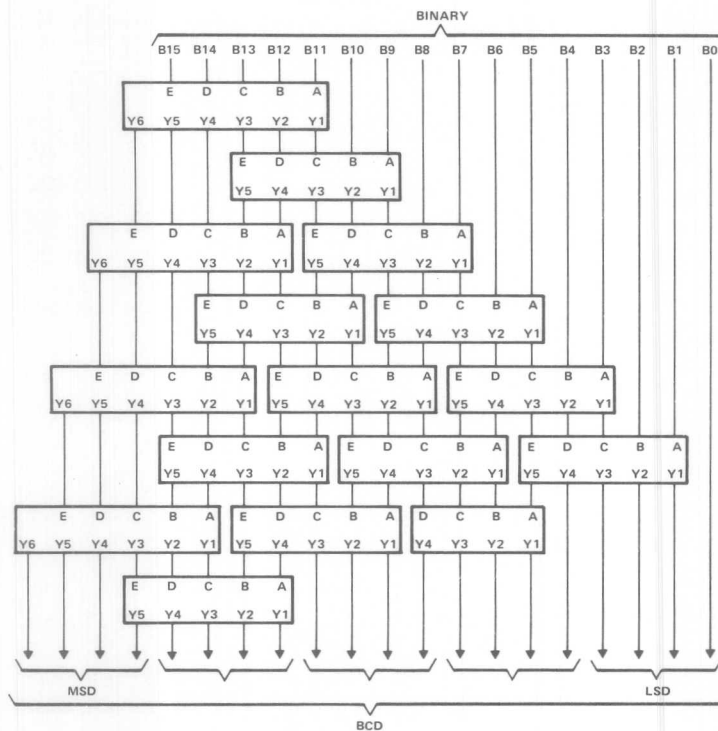 BINARY
B15 B14 B13 B12 B11 B10 B9 B8 B7 B6 B5 B4 B3 B2 B1 B0
E D C B A
Y6 Y5 Y4 Y3 Y2 Y1
E D C B A
Y5 Y4 Y3 Y2 Y1
E D C B A E D C B A
Y6 Y5 Y4 Y3 Y2 Y1 Y5 Y4 Y3 Y2 Y1
E D C B A E D C B A
Y5 Y4 Y3 Y2 Y1 Y5 Y4 Y3 Y2 Y1
E D C B A E D C B A E D C B A
Y6 Y5 Y4 Y3 Y2 Y1 Y5 Y4 Y3 Y2 Y1 Y5 Y4 Y3 Y2 Y1
E D C B A E D C B A E D C B A
Y5 Y4 Y3 Y2 Y1 Y5 Y4 Y3 Y2 Y1 Y5 Y4 Y3 Y2 Y1
E D C B A E D C B A D C B A
Y6 Y5 Y4 Y3 Y2 Y1 Y5 Y4 Y3 Y2 Y1 Y4 Y3 Y2 Y1
E D C B A
Y5 Y4 Y3 Y2 Y1
MSD LSD
BCD